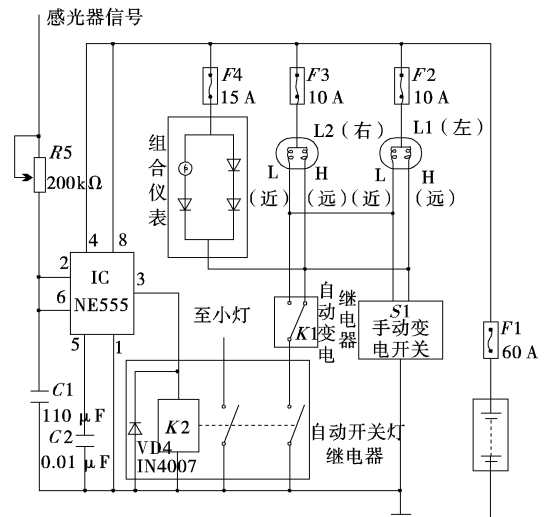 感光器信号
F4
15 A
F3
10 A
F2
10 A
L2（右）
L1（左）
组合仪表
R5
200kΩ
L
H
L
H
（近）
（远）
（近）
（远）
4
8
2
IC
3
6
NE555
5
1
至小灯
K1
自动变电
继电器
S1
手动变
电开关
F1
60 A
C1
110 μF
C2
0.01 μF
VD4
IN4007
K2
自动开关灯
继电器